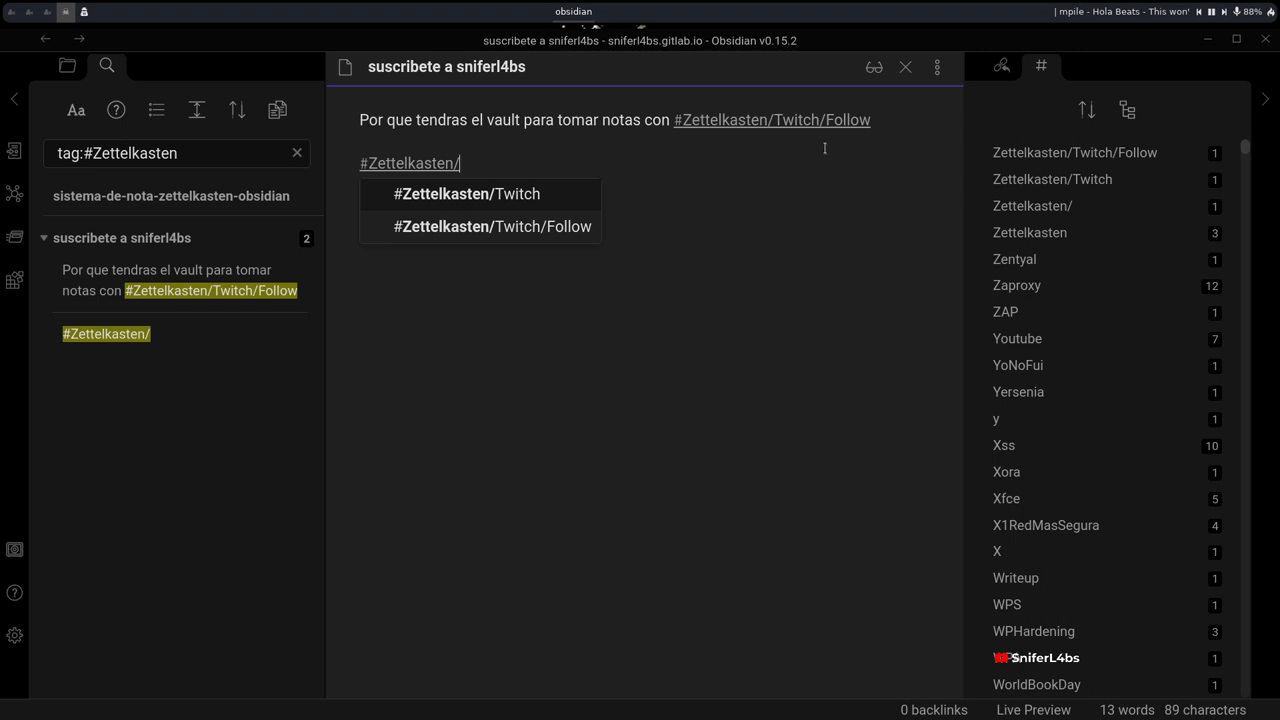 obsidian
| mpile - Hola Beats - This won'
88%
suscribete a sniferl4bs - sniferl4bs.gitlab.io - Obsidian v0.15.2
suscribete a sniferl4bs
Aa
tag:#Zettelkasten
sistema-de-nota-zettelkasten-obsidian
suscribete a sniferl4bs 2
Por que tendras el vault para tomar
notas con #Zettelkasten/Twitch/Follow
#Zettelkasten/
Por que tendras el vault para tomar notas con #Zettelkasten/Twitch/Follow
#Zettelkasten/
#Zettelkasten/Twitch
#Zettelkasten/Twitch/Follow
Zettelkasten/Twitch/Follow 1
Zettelkasten/Twitch 1
Zettelkasten/ 1
Zettelkasten 3
Zentyal 1
Zaproxy 12
ZAP 1
Youtube 7
YoNoFui 1
Yersenia 1
y 1
Xss 10
Xora 1
Xfce 5
X1RedMasSegura 4
X 1
Writeup 1
WPS 1
WPHardening 3
SniferL4bs 1
WorldBookDay 1
0 backlinks Live Preview 13 words 89 characters